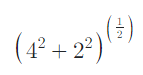 (4² + 2²)^(1/2)